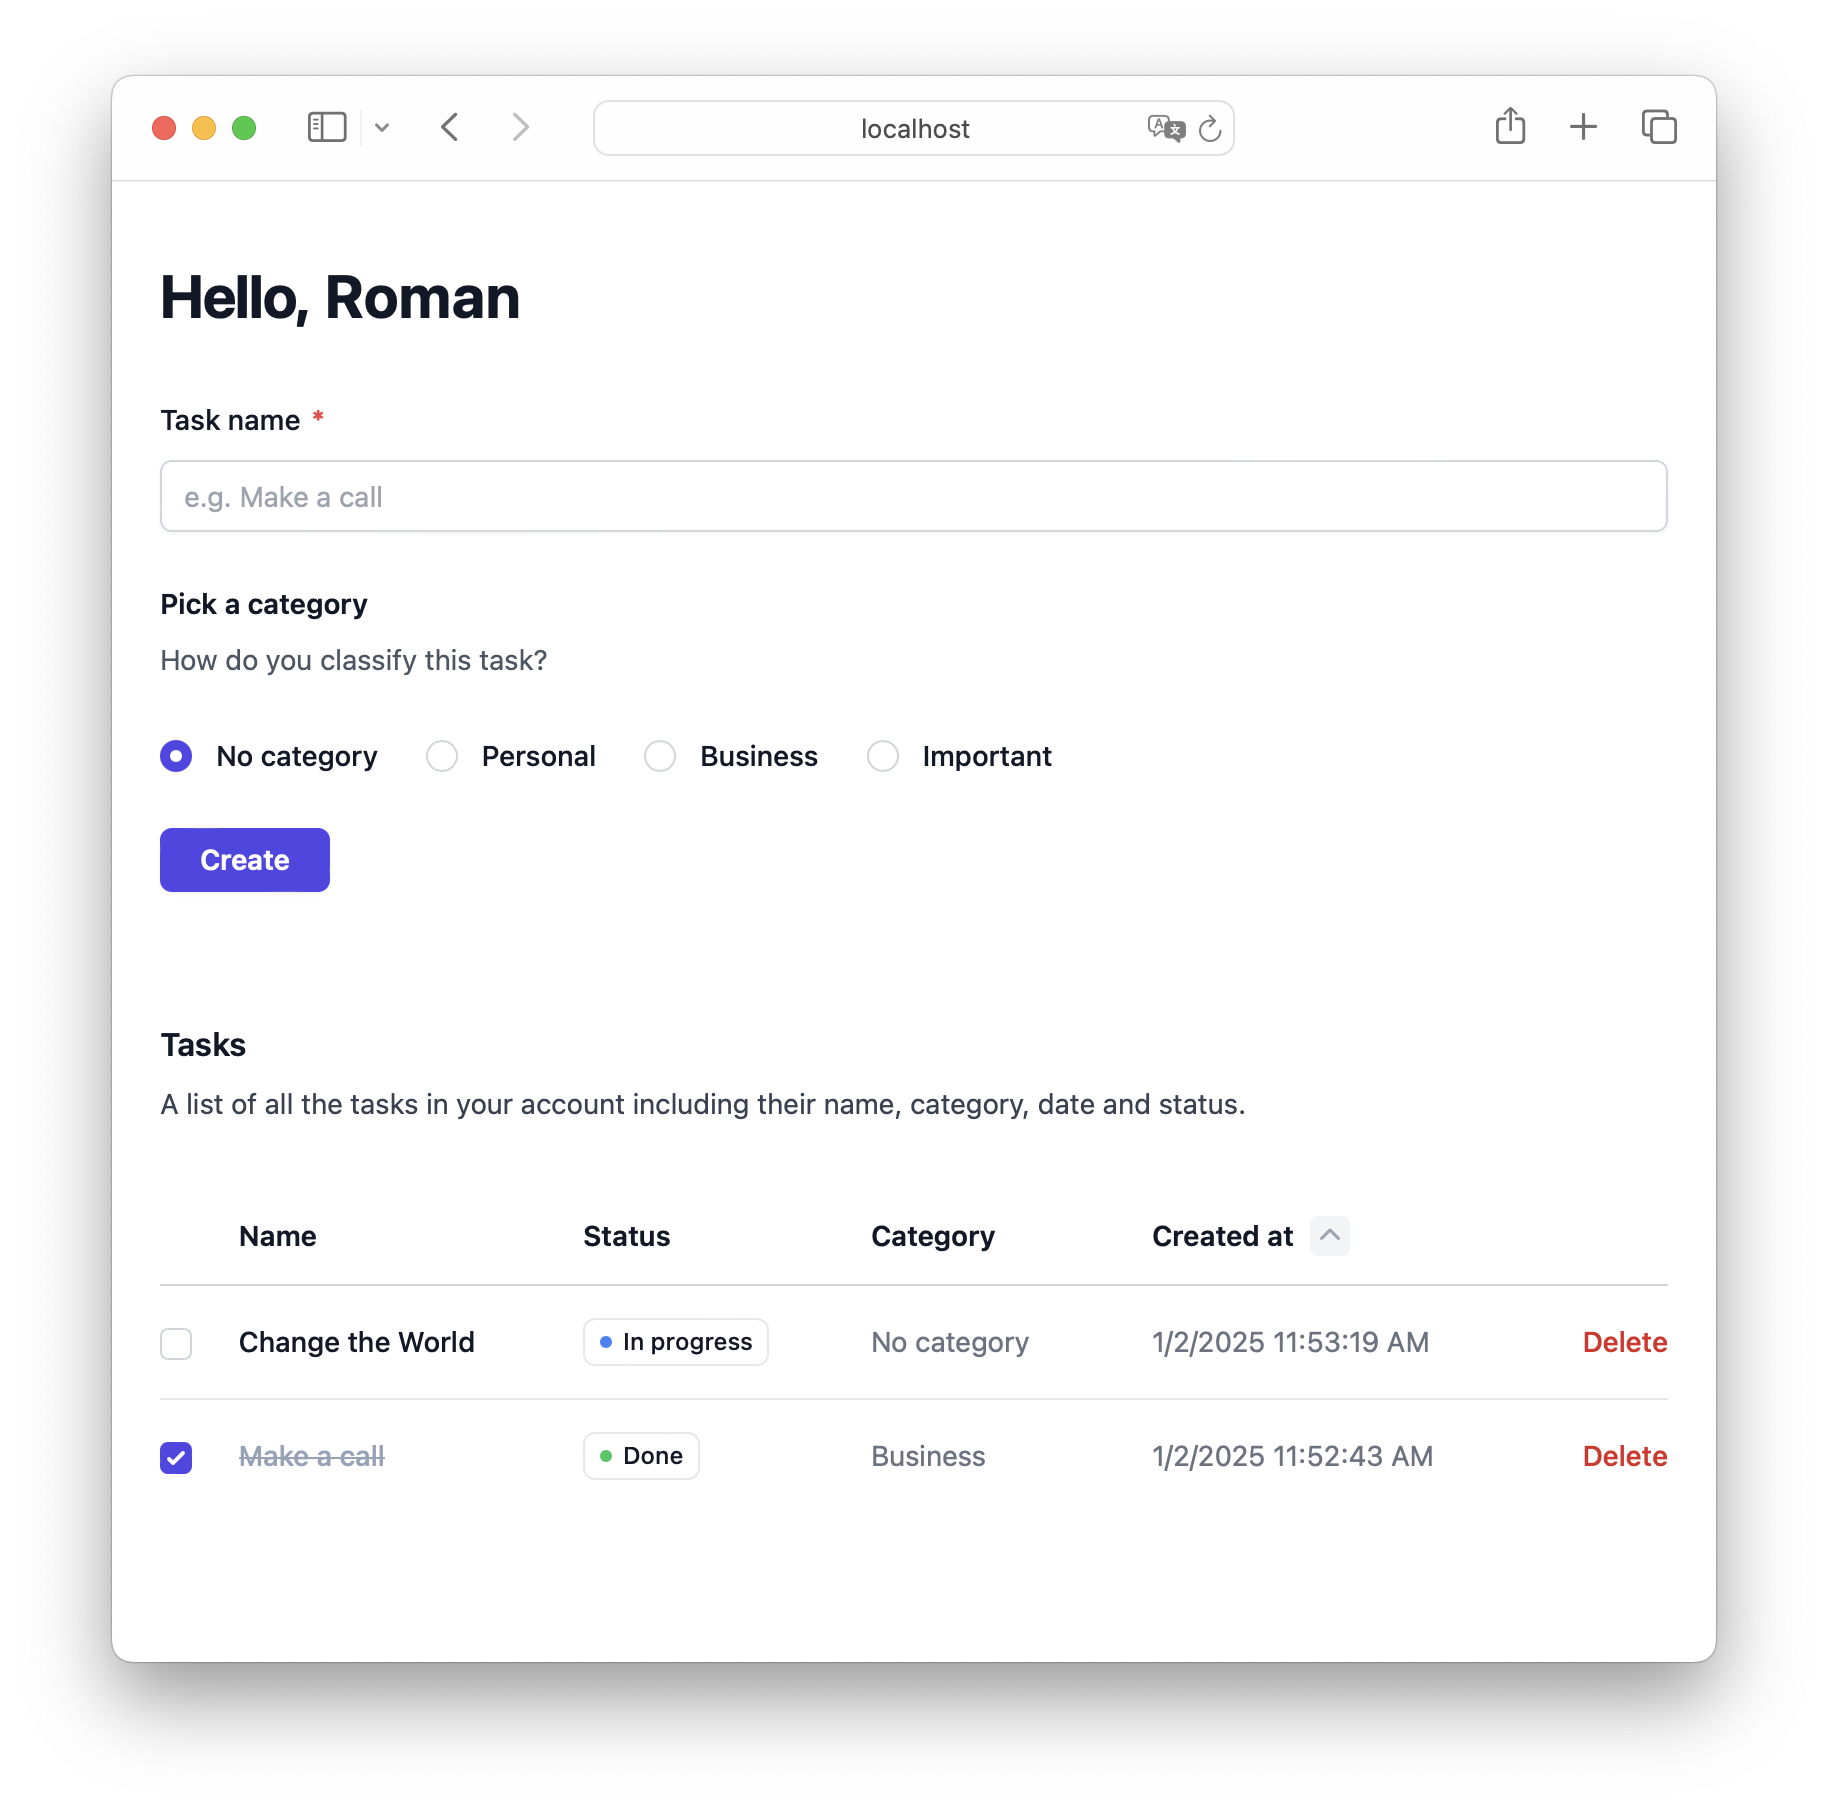 localhost
Hello, Roman
Task name *
e.g. Make a call
Pick a category
How do you classify this task?
No category Personal Business Important
Create
Tasks
A list of all the tasks in your account including their name, category, date and status.
Name Status Category Created at
Change the World In progress No category 1/2/2025 11:53:19 AM Delete
Make a call Done Business 1/2/2025 11:52:43 AM Delete